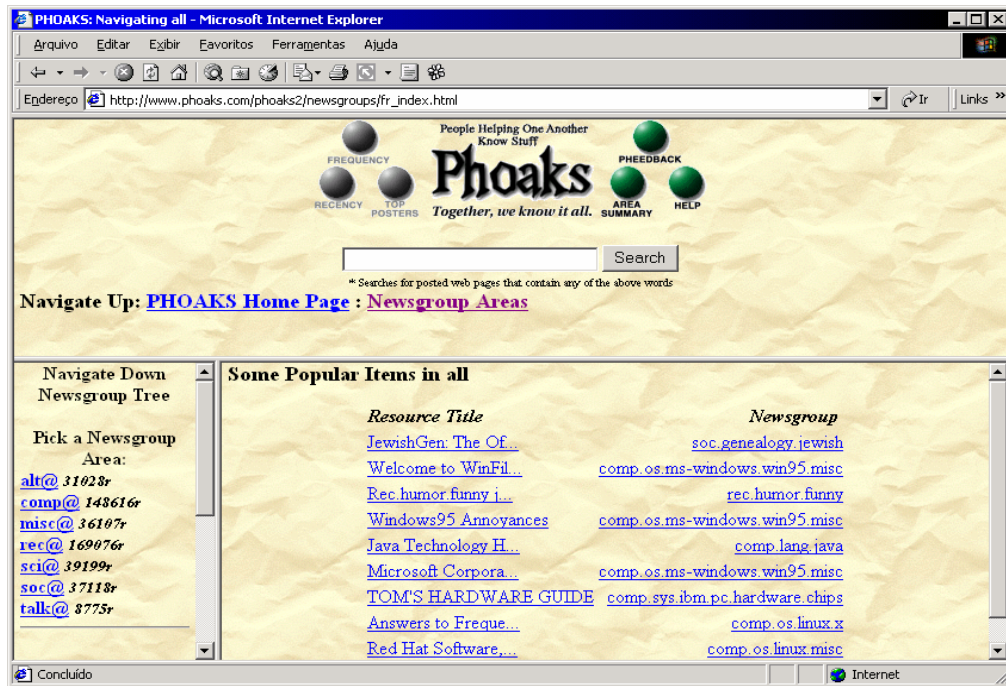 PHOAKS: Navigating all - Microsoft Internet Explorer
Arquivo Editar Exibir Favoritos Ferramentas Ajuda
Endereço http://www.phoaks.com/phoaks2/newsgroups/fr_index.html Ir Links »
People Helping One Another
Know Stuff
FREQUENCY Phoaks PHEEDBACK
RECENCY TOP POSTERS Together, we know it all. AREA SUMMARY HELP
Search
* Searches for posted web pages that contain any of the above words
Navigate Up: PHOAKS Home Page : Newsgroup Areas
Navigate Down
Newsgroup Tree
Pick a Newsgroup
Area:
alt@ 31028r
comp@ 148616r
misc@ 36107r
rec@ 169076r
sci@ 39199r
soc@ 37118r
talk@ 8775r
Some Popular Items in all
Resource Title Newsgroup
JewishGen: The Of... soc.genealogy.jewish
Welcome to WinFil... comp.os.ms-windows.win95.misc
Rec.humor.funny j... rec.humor.funny
Windows95 Annoyances comp.os.ms-windows.win95.misc
Java Technology H... comp.lang.java
Microsoft Corpora... comp.os.ms-windows.win95.misc
TOM'S HARDWARE GUIDE comp.sys.ibm.pc.hardware.chips
Answers to Freque... comp.os.linux.x
Red Hat Software,... comp.os.linux.misc
Concluído Internet